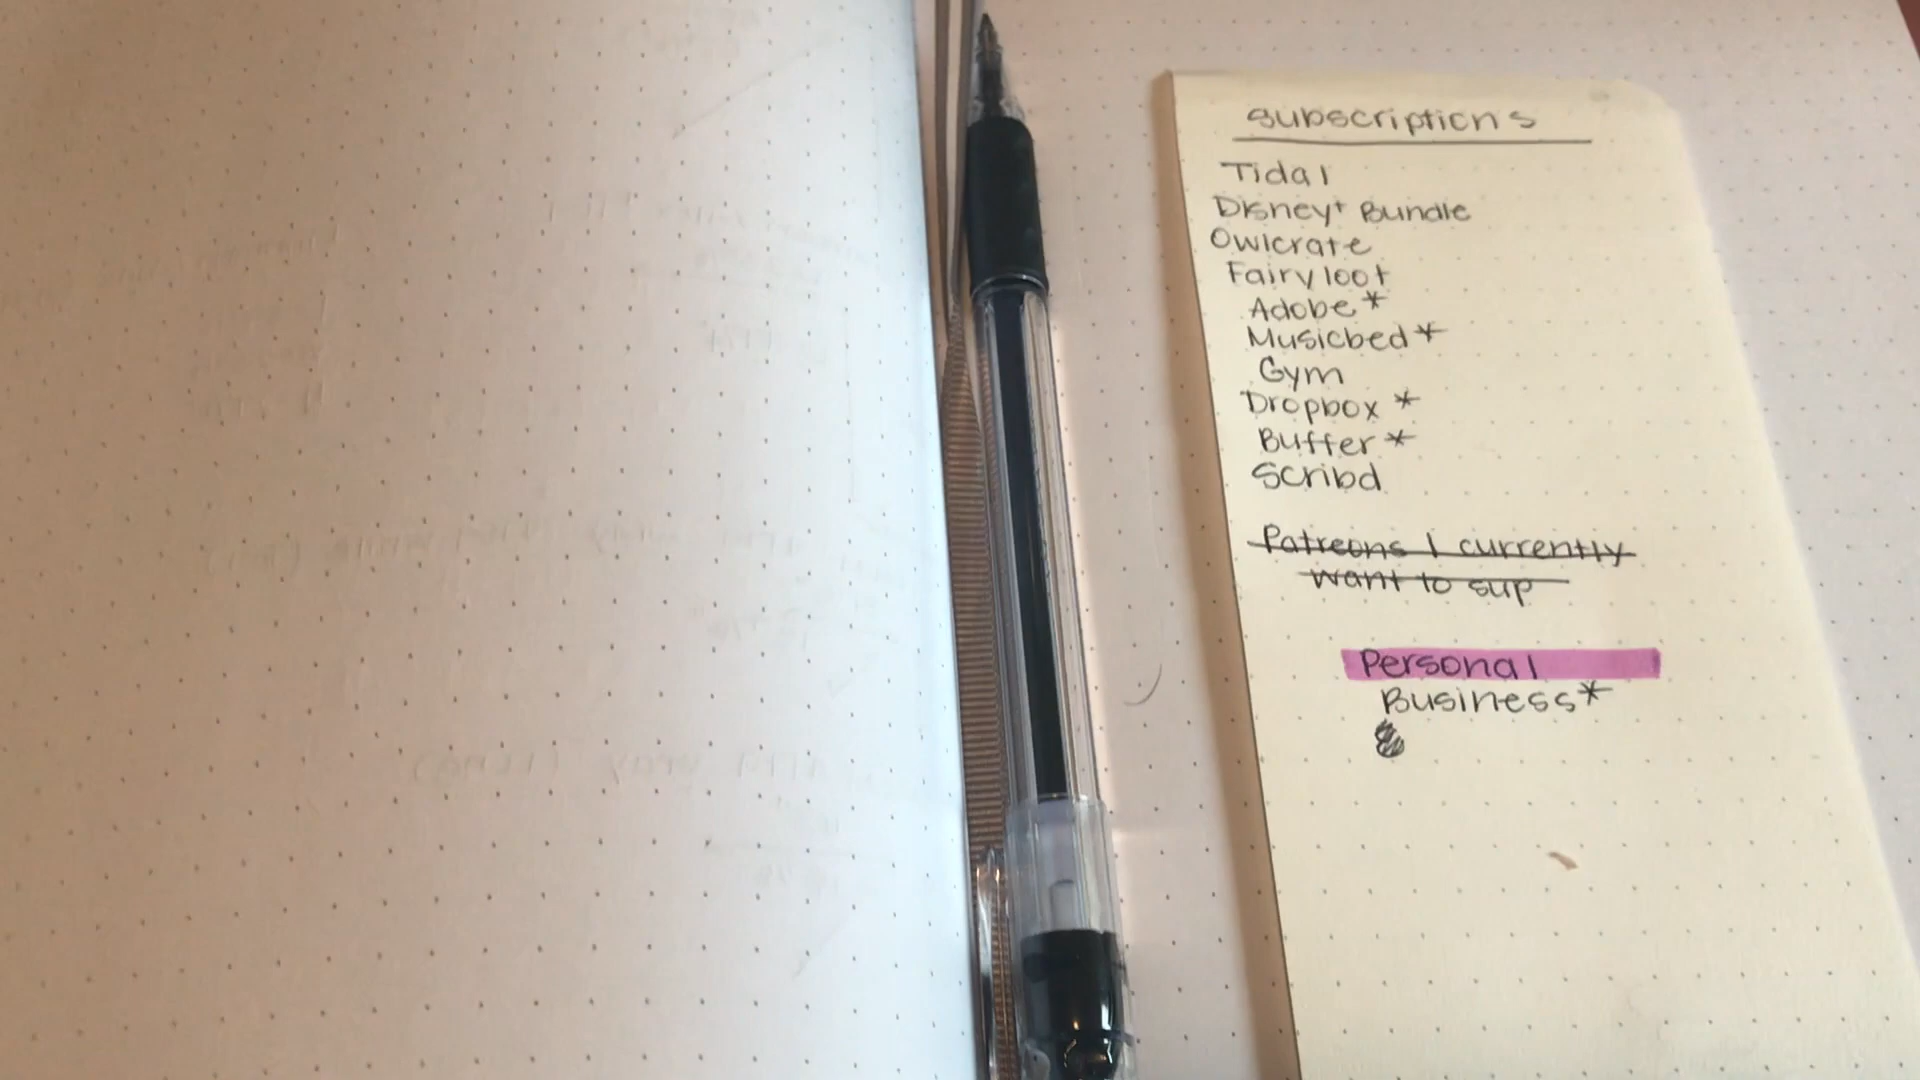 subscriptions
Tidal
Disney+ Bundle
Owlcrate
Fairyloot
Adobe*
Musicbed*
Gym
Dropbox *
Buffer*
Scribd
Patreons I currently
want to sup
Personal
Business*